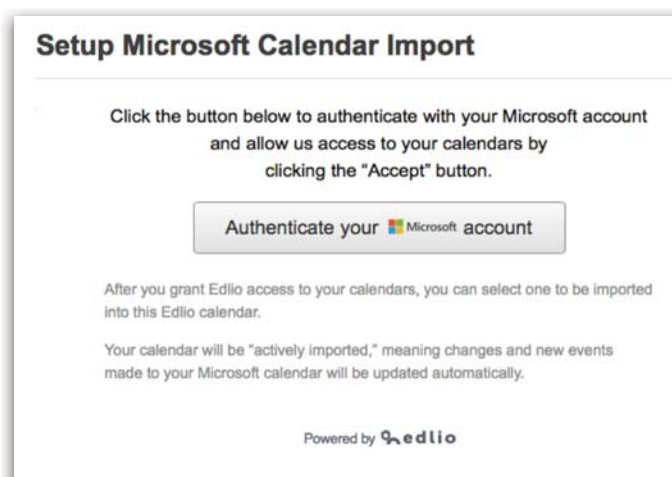 Setup Microsoft Calendar Import
Click the button below to authenticate with your Microsoft account
and allow us access to your calendars by
clicking the “Accept” button.
Authenticate your Microsoft account
After you grant Edlio access to your calendars, you can select one to be imported
into this Edlio calendar.
Your calendar will be “actively imported,” meaning changes and new events
made to your Microsoft calendar will be updated automatically.
Powered by edlio